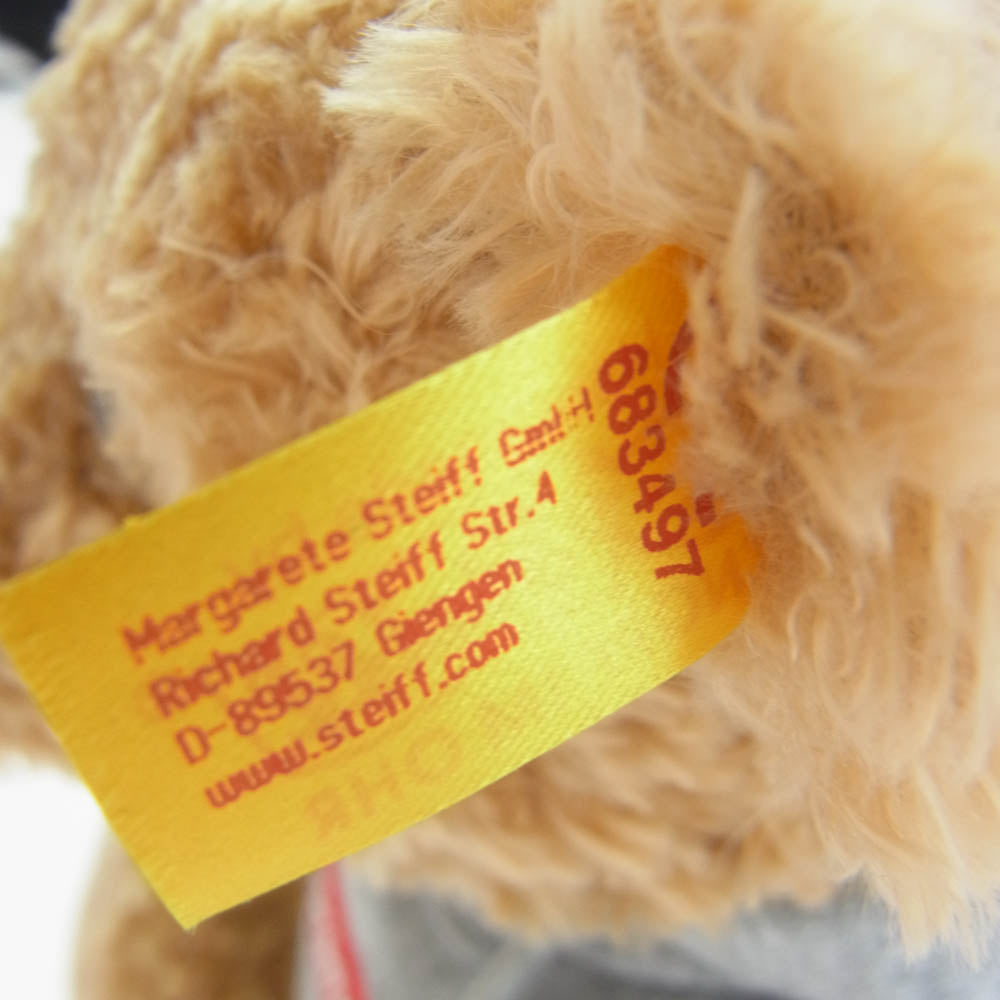 Margarete Steiff GmbH
Richard Steiff Str.4
D-89537 Giengen
www.steiff.com
683497